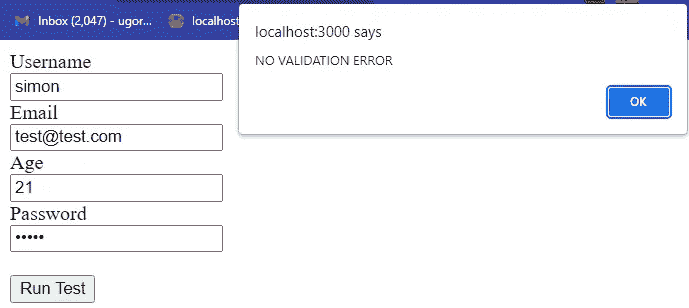 Inbox (2,047) - ugor...
localhost
localhost:3000 says
NO VALIDATION ERROR
OK
Username
simon
Email
test@test.com
Age
21
Password
•••••
Run Test